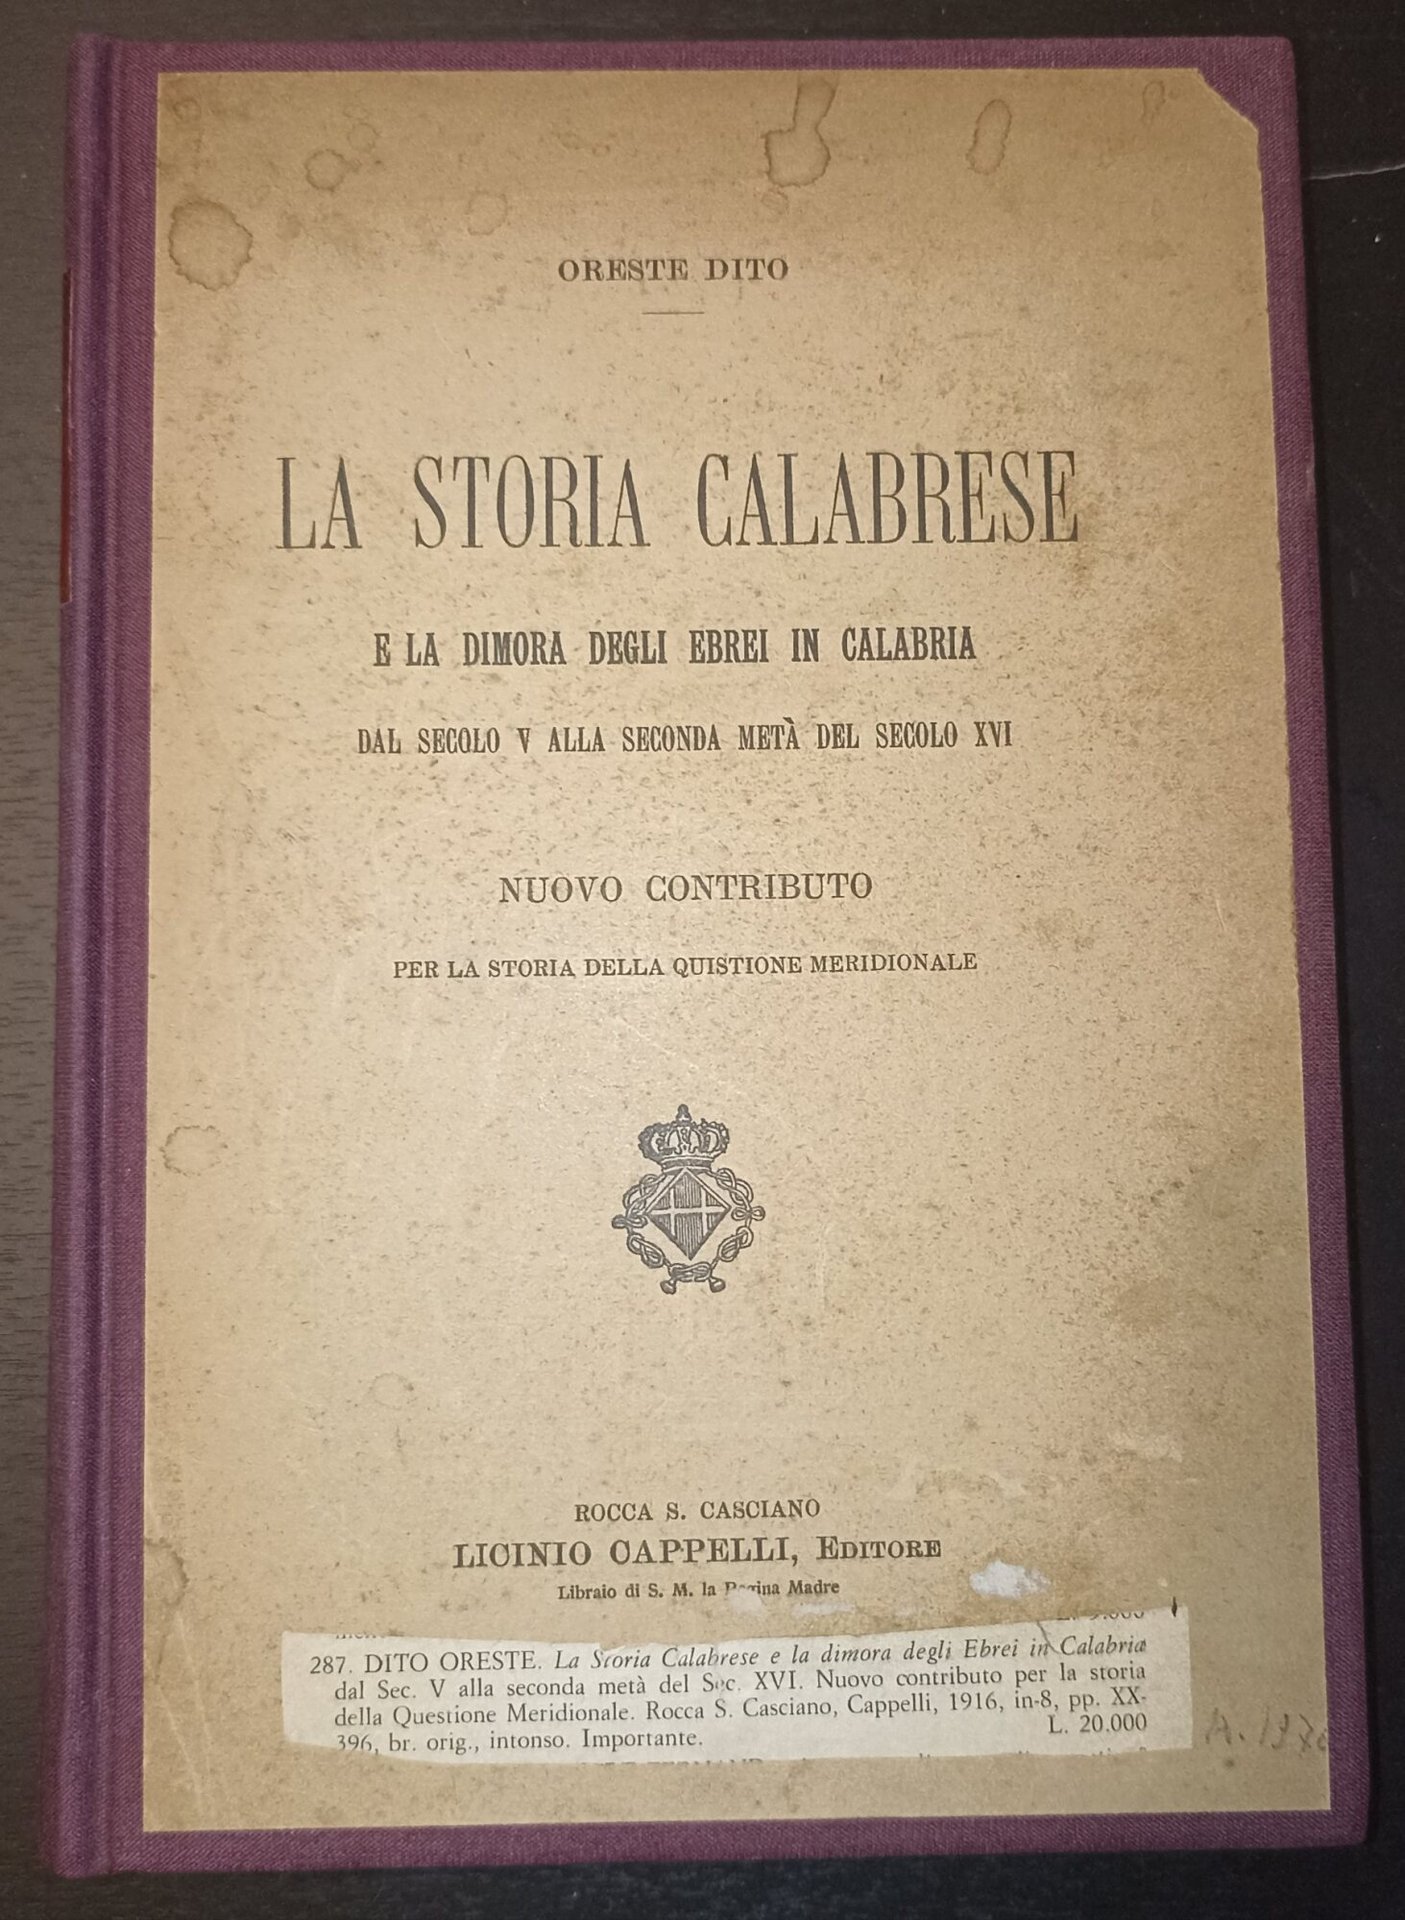 ORESTE DITO
LA STORIA CALABRESE
E LA DIMORA DEGLI EBREI IN CALABRIA
DAL SECOLO V ALLA SECONDA METÀ DEL SECOLO XVI
NUOVO CONTRIBUTO
PER LA STORIA DELLA QUISTIONE MERIDIONALE
ROCCA S. CASCIANO
LICINIO CAPPELLI, EDITORE
Libraio di S. M. la Regina Madre
287. DITO ORESTE. La Storia Calabrese e la dimora degli Ebrei in Calabria
dal Sec. V alla seconda metà del Sec. XVI. Nuovo contributo per la storia
della Questione Meridionale. Rocca S. Casciano, Cappelli, 1916, in-8, pp. XX-
396, br. orig., intonso. Importante. L. 20.000